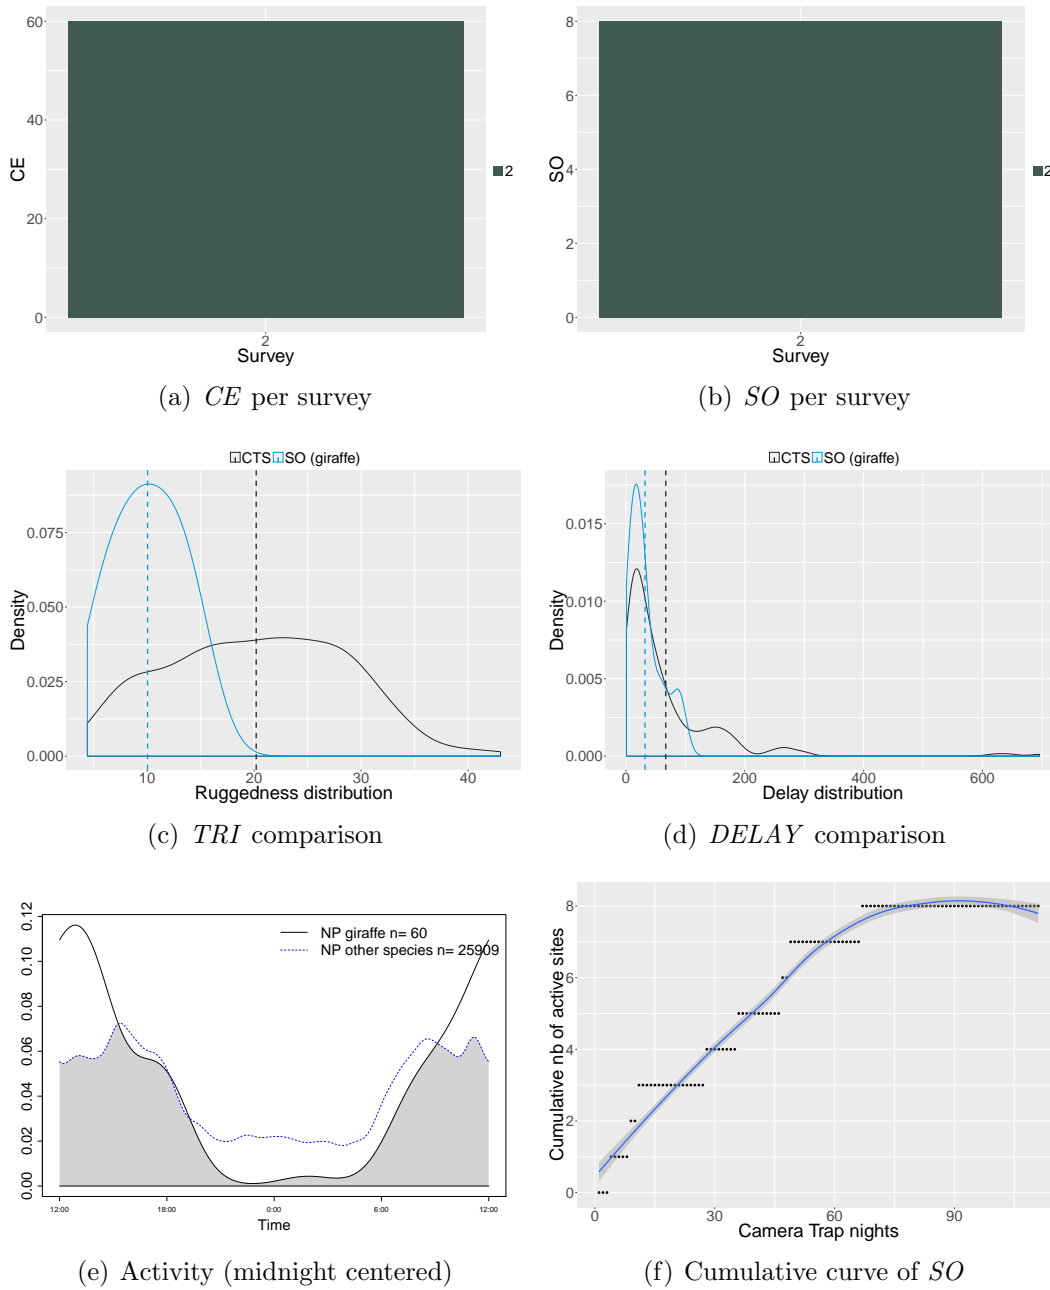 60
40
20
0
CE
2
Survey
2
(a) CE per survey
8
6
4
2
0
SO
2
Survey
2
(b) SO per survey
CTS SO (giraffe)
0.075
0.050
0.025
0.000
Density
10 20 30 40
Ruggedness distribution
(c) TRI comparison
CTS SO (giraffe)
0.015
0.010
0.005
0.000
Density
0 200 400 600
Delay distribution
(d) DELAY comparison
0.12
0.10
0.08
0.06
0.04
0.02
0.00
NP giraffe n= 60
NP other species n= 25909
12:00 18:00 0:00 6:00 12:00
Time
(e) Activity (midnight centered)
8
6
4
2
0
Cumulative nb of active sites
0 30 60 90
Camera Trap nights
(f) Cumulative curve of SO